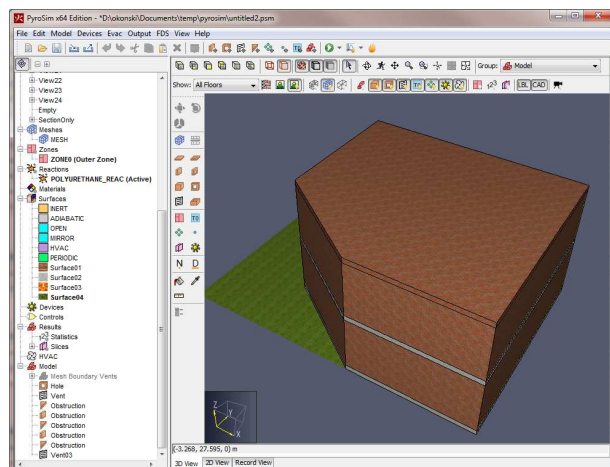 PyroSim x64 Edition - *D:\okonski\Documents\temp\pyrosim\untitled2.psm
File Edit Model Devices Evac Output FDS View Help
Group: Model
Show: All Floors
LBL CAD
View22
View23
View24
Empty
SectionOnly
Meshes
MESH
Zones
ZONE0 (Outer Zone)
Reactions
POLYURETHANE_REAC (Active)
Materials
Surfaces
INERT
ADIABATIC
OPEN
MIRROR
HVAC
PERIODIC
Surface01
Surface02
Surface03
Surface04
Devices
Controls
Results
Statistics
Slices
HVAC
Model
Mesh Boundary Vents
Hole
Vent
Obstruction
Obstruction
Obstruction
Obstruction
Obstruction
Vent03
N D
Z Y X
(-3.268, 27.595, 0) m
3D View 2D View Record View